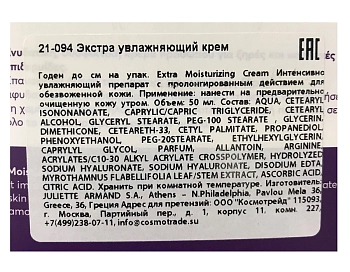 21-094 Экстра увлажняющий крем
EAC
Годен до см на упак. Extra Moisturizing Cream Интенсивно
увлажняющий препарат с пролонгированным действием для
обезвоженной кожи. Применение: нанести на предварительно
очищенную кожу утром. Объем: 50 мл. Состав: AQUA, CETEARYL
ISONONANOATE, CAPRYLIC/CAPRIC TRIGLYCERIDE, CETEARYL
ALCOHOL, GLYCERYL STEARATE, PEG-100 STEARATE, GLYCERIN,
DIMETHICONE, CETEARETH-33, CETYL PALMITATE, PROPANEDIOL,
PHENOXYETHANOL, PEG-20STEARATE, ETHYLHEXYLGLYCERIN,
CAPRYLYL GLYCOL, PARFUM, ALLANTOIN, ARGININE,
ACRYLATES/C10-30 ALKYL ACRYLATE CROSSPOLYMER, HYDROLYZED
SODIUM HYALURONATE, SODIUM HYALURONATE, DISODIUM EDTA,
MYROTHAMNUS FLABELLIFOLIA LEAF/STEM EXTRACT, ASCORBIC ACID,
CITRIC ACID. Хранить при комнатной температуре. Изготовитель
JULIETTE ARMAND S.A., Athens - N.Philadelphia, Pavlou Mela 36,
Greece, 36, Греция Адрес для претензий: ООО "Космотрейд" 115093,
г. Москва, Партийный пер., д. 1, корпус 11. комн. 227,
+7(499)238-07-11, info@cosmotrade.su